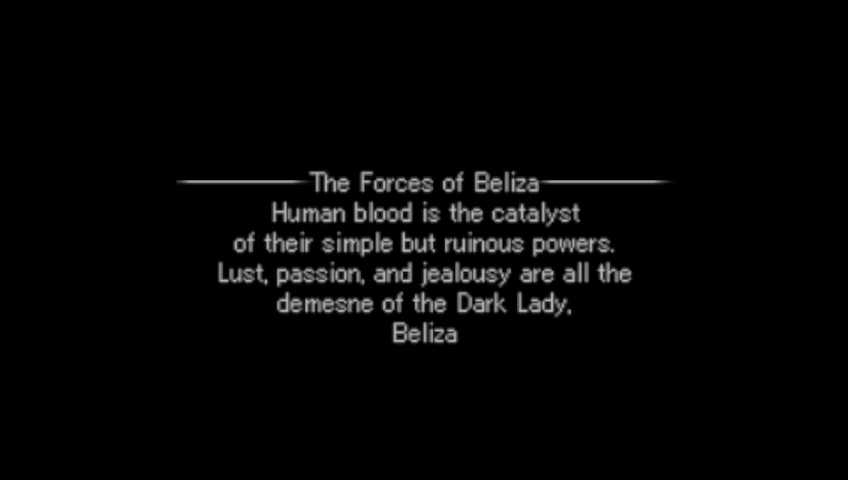 The Forces of Beliza
Human blood is the catalyst
of their simple but ruinous powers.
Lust, passion, and jealousy are all the
demesne of the Dark Lady,
Beliza